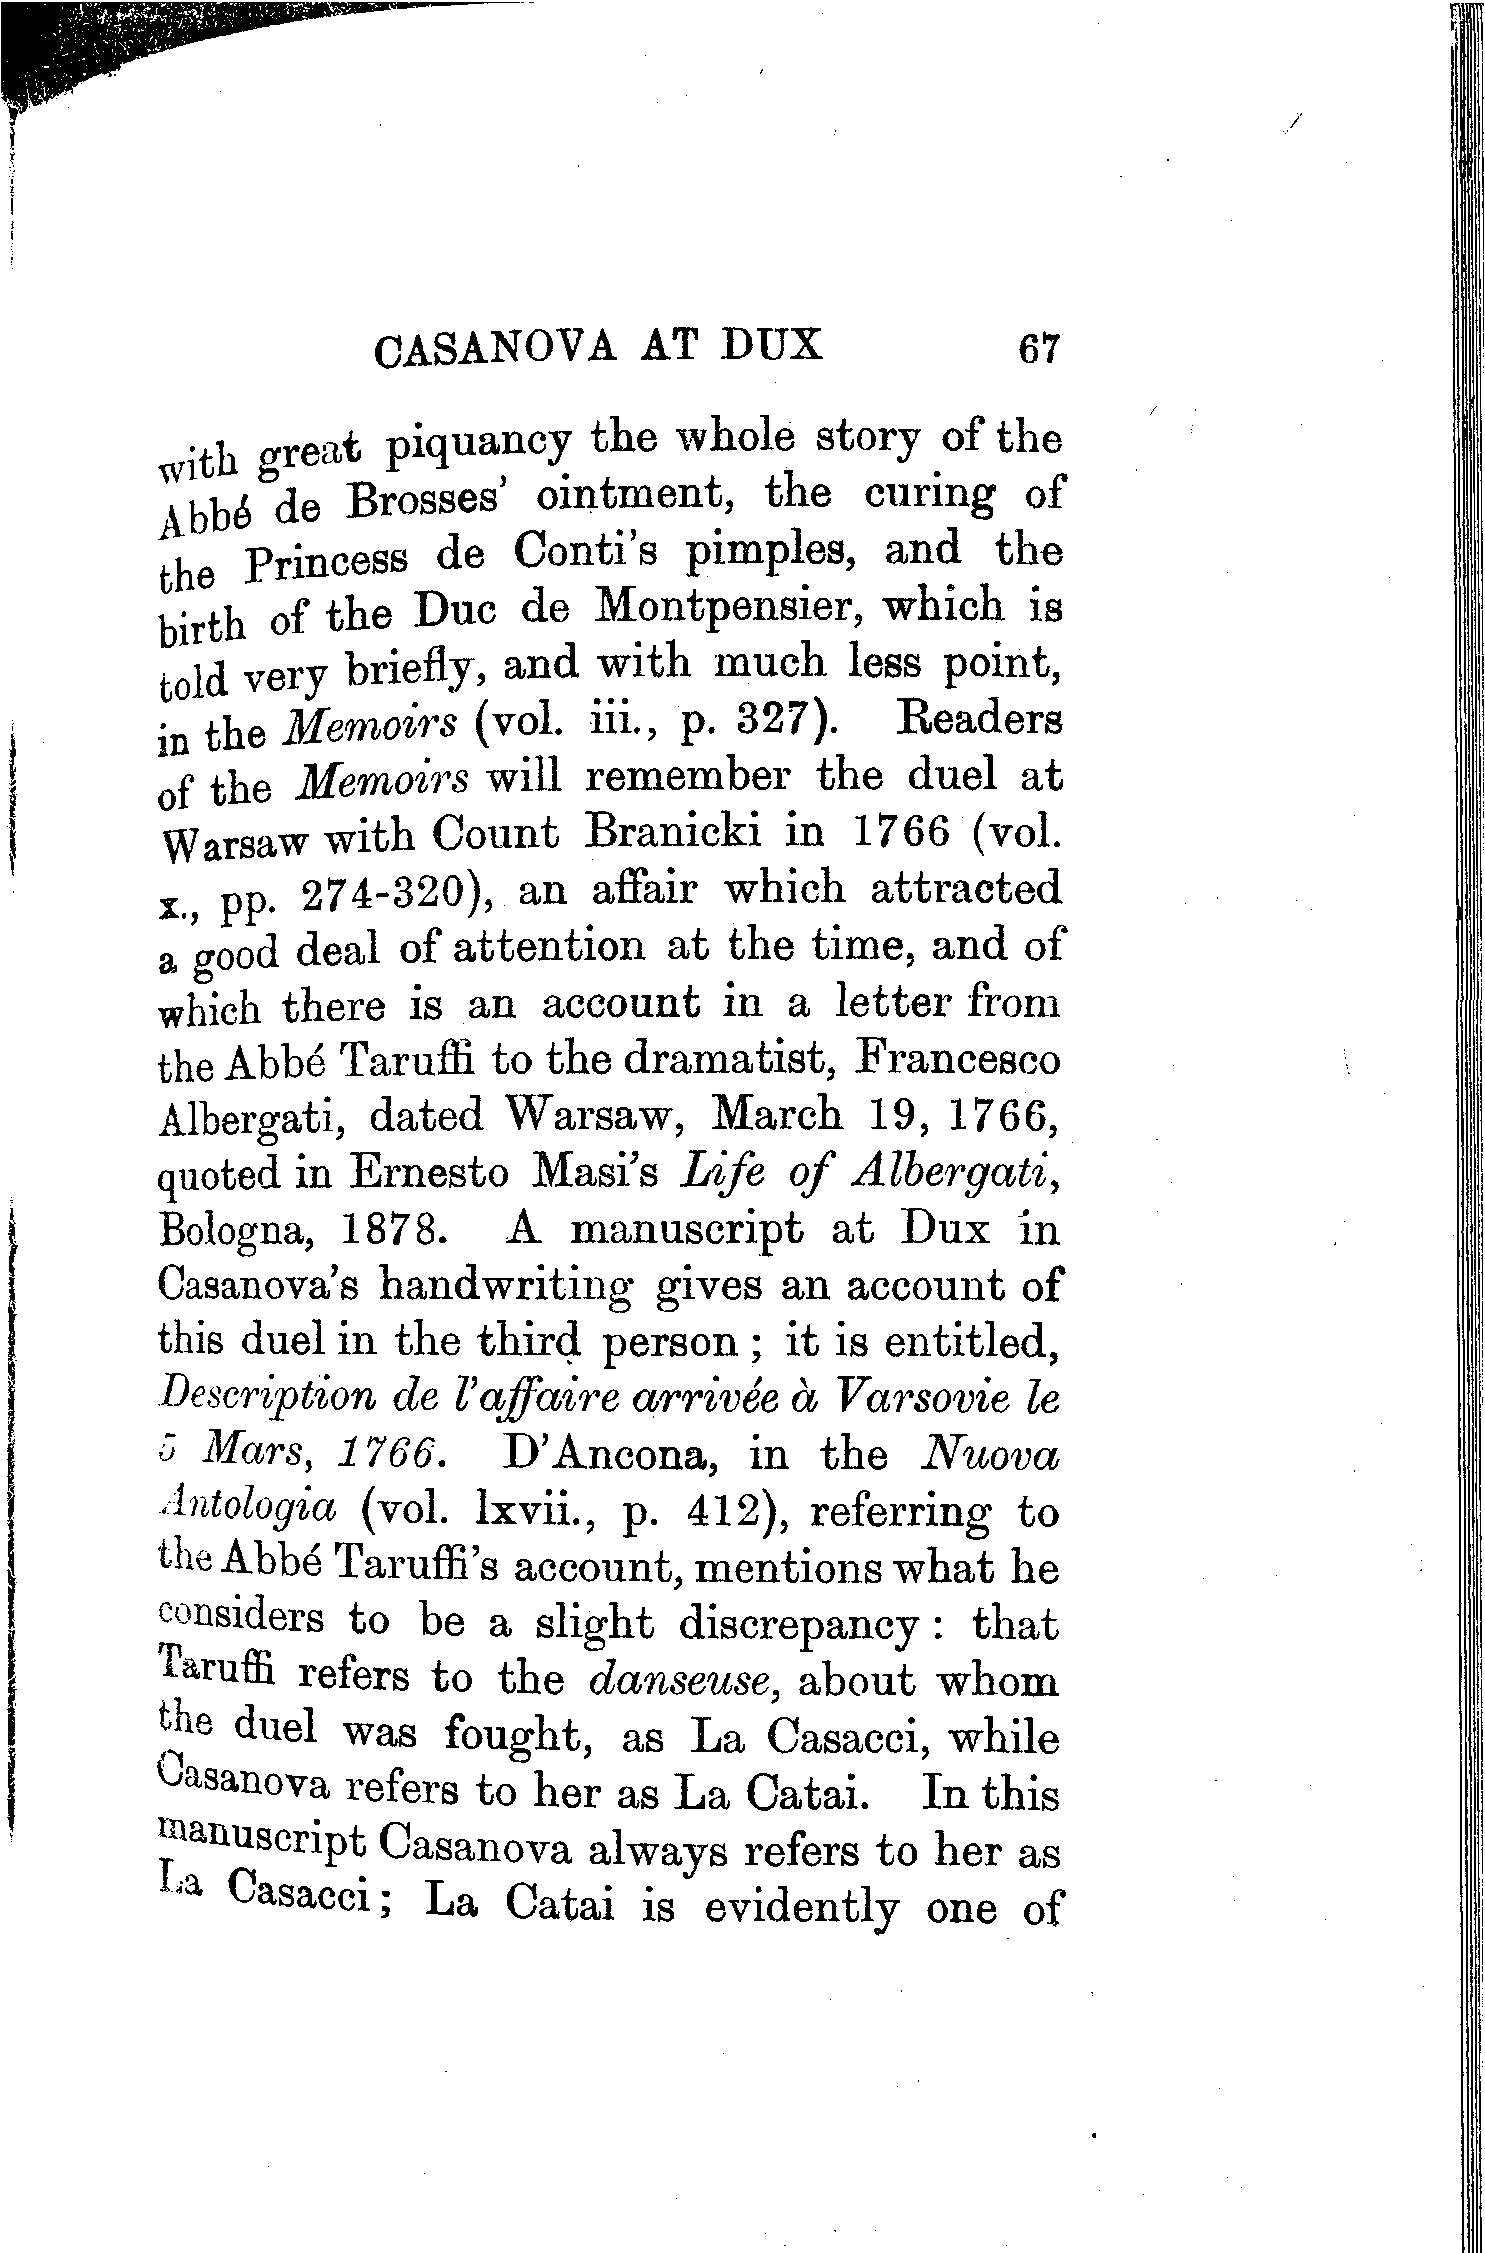 CASANOVA AT DUX 67
with great piquancy the whole story of the
Abbé de Brosses' ointment, the curing of
the Princess de Conti's pimples, and the
birth of the Duc de Montpensier, which is
told very briefly, and with much less point,
in the Memoirs (vol. iii., p. 327). Readers
of the Memoirs will remember the duel at
Warsaw with Count Branicki in 1766 (vol.
x., pp. 274-320), an affair which attracted
a good deal of attention at the time, and of
which there is an account in a letter from
the Abbé Taruffi to the dramatist, Francesco
Albergati, dated Warsaw, March 19, 1766,
quoted in Ernesto Masi's Life of Albergati,
Bologna, 1878. A manuscript at Dux in
Casanova's handwriting gives an account of
this duel in the third person; it is entitled,
Description de l'affaire arrivée à Varsovie le
5 Mars, 1766. D'Ancona, in the Nuova
Antologia (vol. lxvii., p. 412), referring to
the Abbé Taruffi's account, mentions what he
considers to be a slight discrepancy: that
Taruffi refers to the danseuse, about whom
the duel was fought, as La Casacci, while
Casanova refers to her as La Catai. In this
manuscript Casanova always refers to her as
La Casacci; La Catai is evidently one of